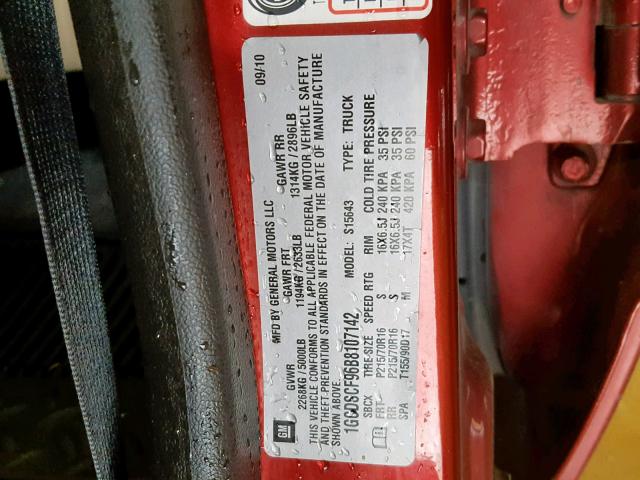 GM
MFD BY GENERAL MOTORS LLC 09/10
GVWR GAWR FRT GAWR RR
2268KG/5000LB 1194KG/2633LB 1314KG/2896LB
THIS VEHICLE CONFORMS TO ALL APPLICABLE FEDERAL MOTOR VEHICLE SAFETY
AND THEFT PREVENTION STANDARDS IN EFFECT ON THE DATE OF MANUFACTURE
SHOWN ABOVE.
MODEL: S15643 TYPE: TRUCK
TIRE-SIZE SPEED RTG RIM COLD TIRE PRESSURE
SBCX
FRT P215/70R16 S 16X6.5J 240 KPA 35 PSI
RR P215/70R16 S 16X6.5J 240 KPA 35 PSI
SPA T155/90D17 M 17X4T 420 KPA 60 PSI